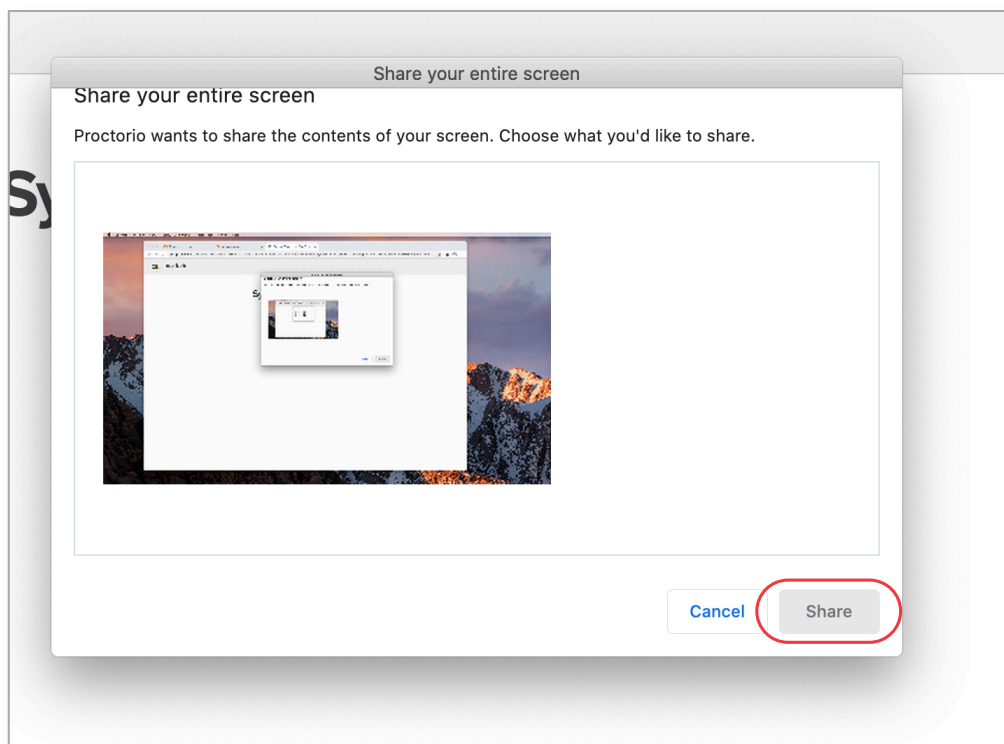 Share your entire screen
Share your entire screen
Proctorio wants to share the contents of your screen. Choose what you'd like to share.
Sy
Cancel
Share